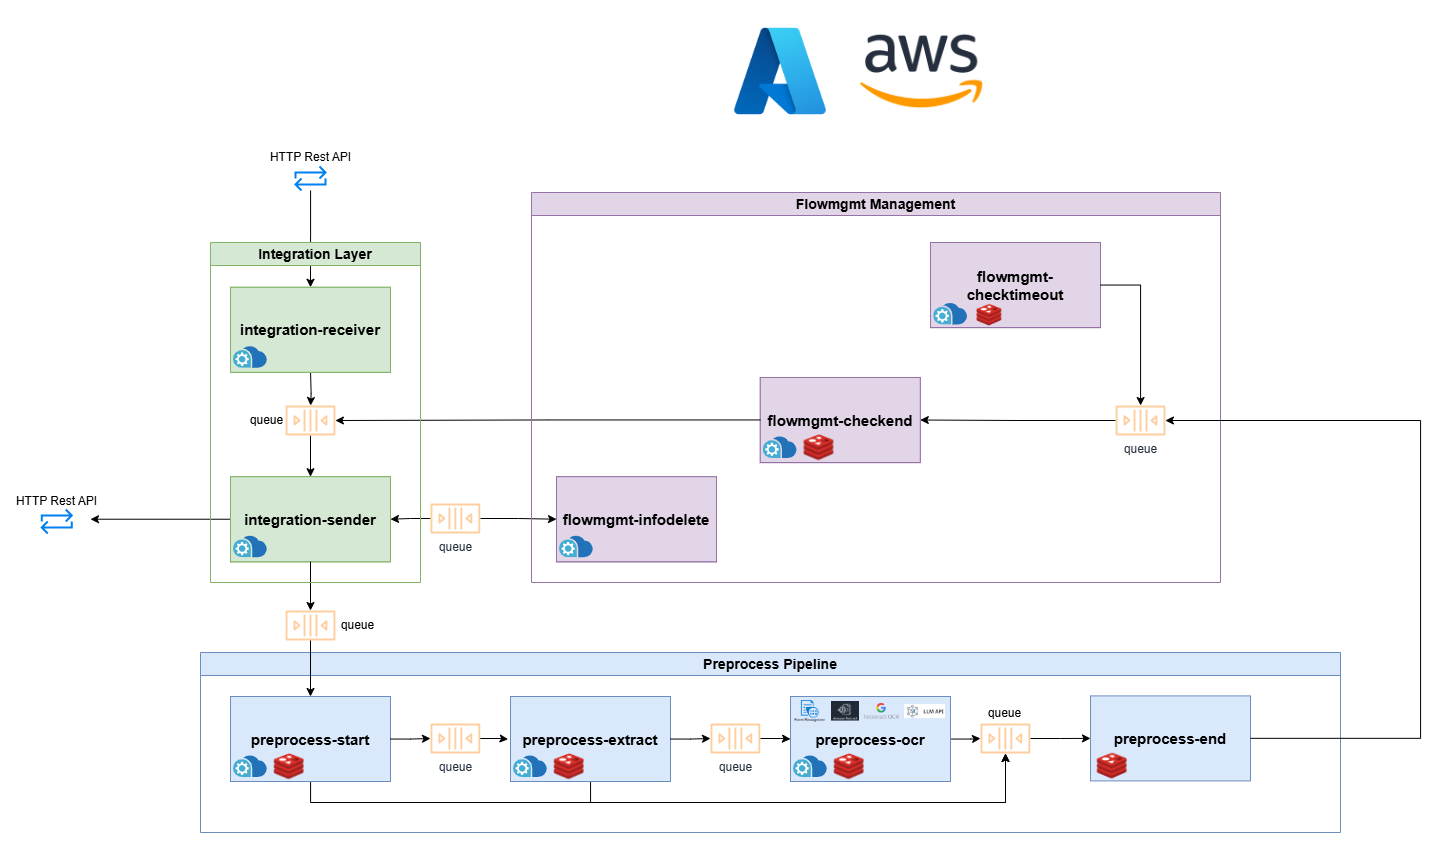 aws
HTTP Rest API
Flowmgmt Management
Integration Layer
flowmgmt-
checktimeout
integration-receiver
queue
flowmgmt-checkend
queue
HTTP Rest API
integration-sender
queue
flowmgmt-infodelete
queue
Preprocess Pipeline
preprocess-start
queue
preprocess-extract
queue
LLM API
preprocess-ocr
queue
preprocess-end